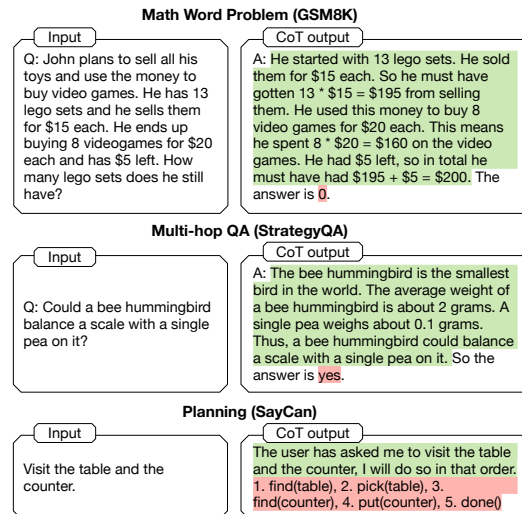 Math Word Problem (GSM8K)
Input
Q: John plans to sell all his
toys and use the money to
buy video games. He has 13
lego sets and he sells them
for $15 each. He ends up
buying 8 videogames for $20
each and has $5 left. How
many lego sets does he still
have?
CoT output
A: He started with 13 lego sets. He sold
them for $15 each. So he must have
gotten 13 * $15 = $195 from selling
them. He used this money to buy 8
video games for $20 each. This means
he spent 8 * $20 = $160 on the video
games. He had $5 left, so in total he
must have had $195 + $5 = $200. The
answer is 0.
Multi-hop QA (StrategyQA)
Input
Q: Could a bee hummingbird
balance a scale with a single
pea on it?
CoT output
A: The bee hummingbird is the smallest
bird in the world. The average weight of
a bee hummingbird is about 2 grams. A
single pea weighs about 0.1 grams.
Thus, a bee hummingbird could balance
a scale with a single pea on it. So the
answer is yes.
Planning (SayCan)
Input
Visit the table and the
counter.
CoT output
The user has asked me to visit the table
and the counter, I will do so in that order.
1. find(table), 2. pick(table), 3.
find(counter), 4. put(counter), 5. done()